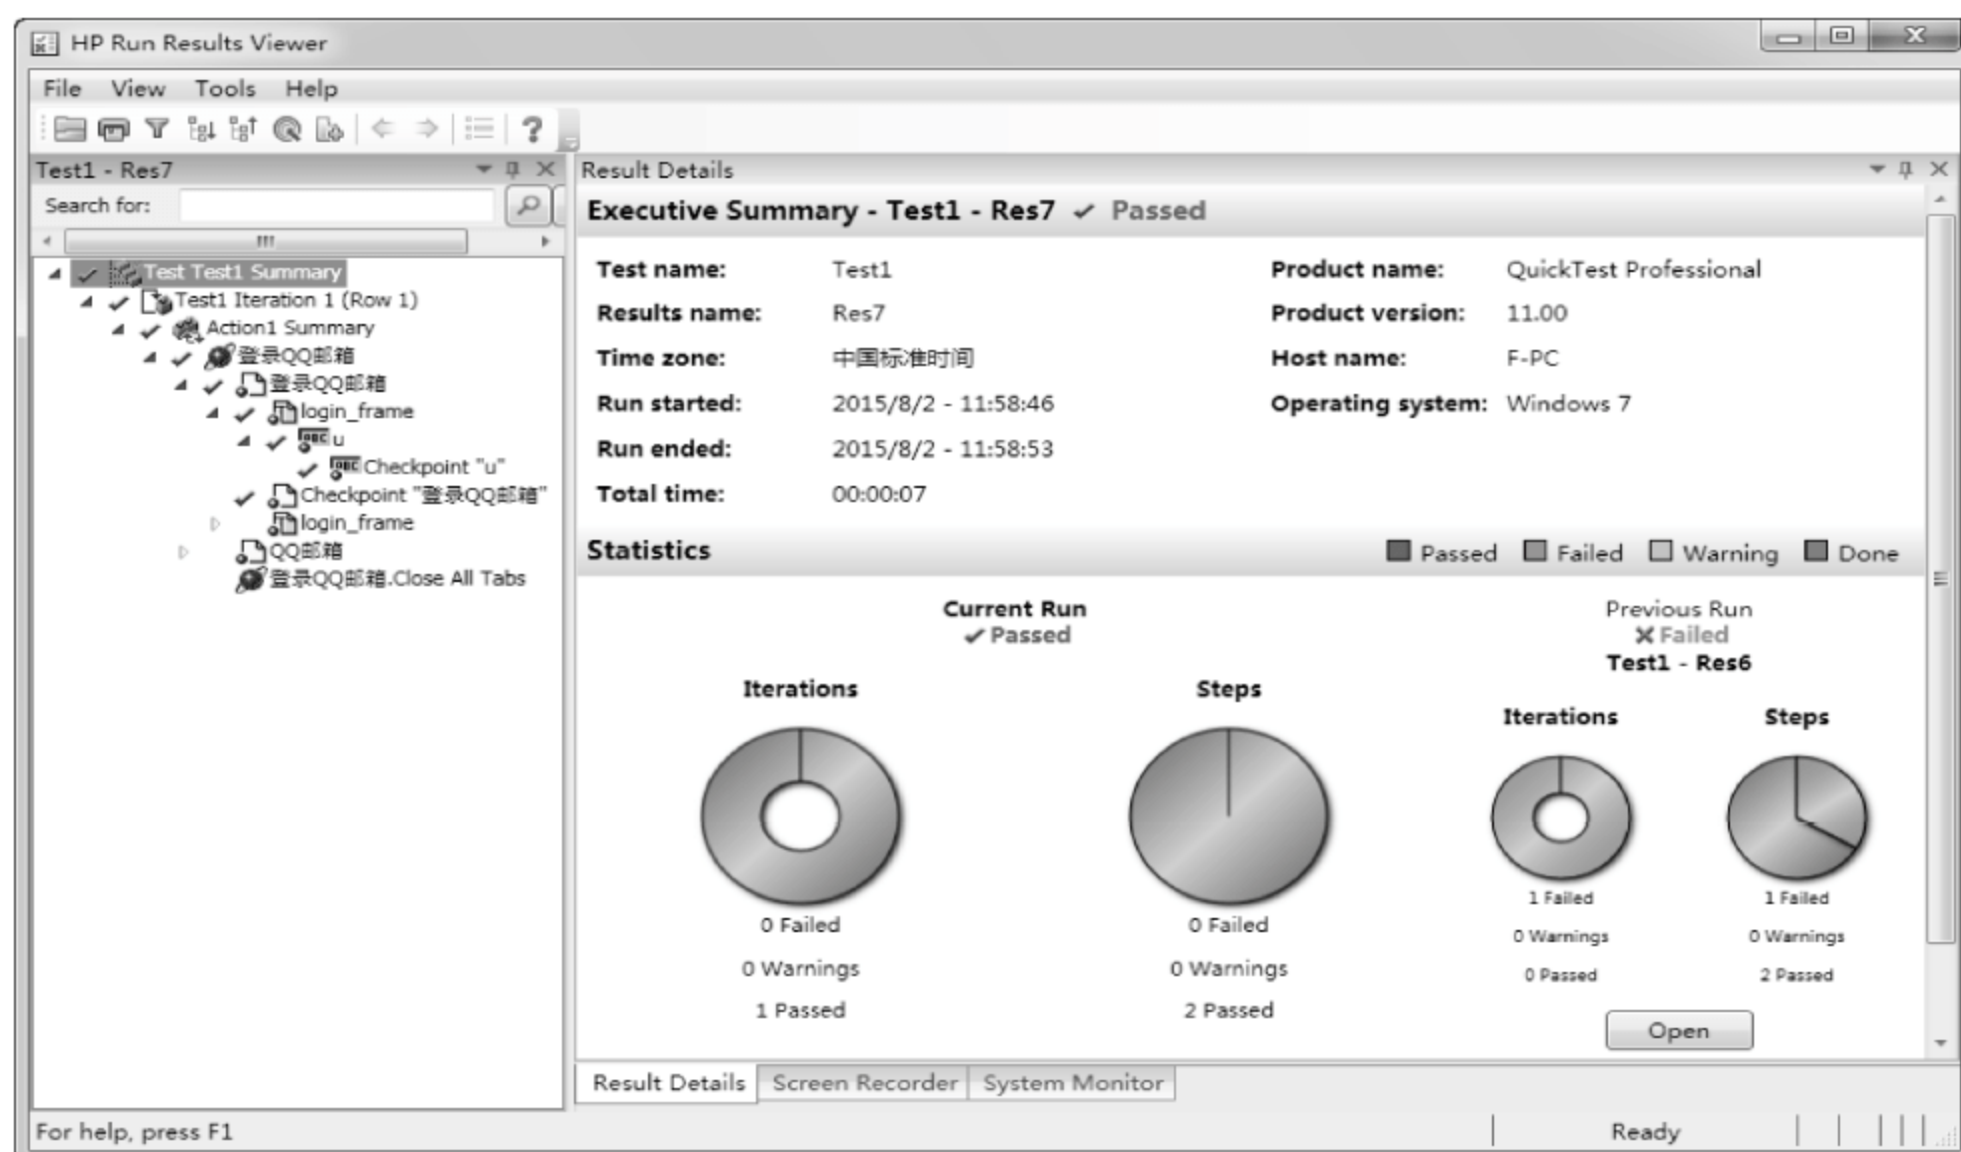 HP Run Results Viewer
File View Tools Help
Test1 - Res7
Search for:
Test Test1 Summary
Test1 Iteration 1 (Row 1)
Action1 Summary
登录QQ邮箱
登录QQ邮箱
login_frame
u
Checkpoint "u"
Checkpoint "登录QQ邮箱"
login_frame
QQ邮箱
登录QQ邮箱.Close All Tabs
Result Details
Executive Summary - Test1 - Res7 ✓ Passed
Test name: Test1 Product name: QuickTest Professional
Results name: Res7 Product version: 11.00
Time zone: 中国标准时间 Host name: F-PC
Run started: 2015/8/2 - 11:58:46 Operating system: Windows 7
Run ended: 2015/8/2 - 11:58:53
Total time: 00:00:07
Statistics Passed Failed Warning Done
Current Run
✓ Passed
Iterations Steps
0 Failed 0 Failed
0 Warnings 0 Warnings
1 Passed 2 Passed
Previous Run
✗ Failed
Test1 - Res6
Iterations Steps
1 Failed 1 Failed
0 Warnings 0 Warnings
0 Passed 2 Passed
Open
Result Details Screen Recorder System Monitor
For help, press F1 Ready